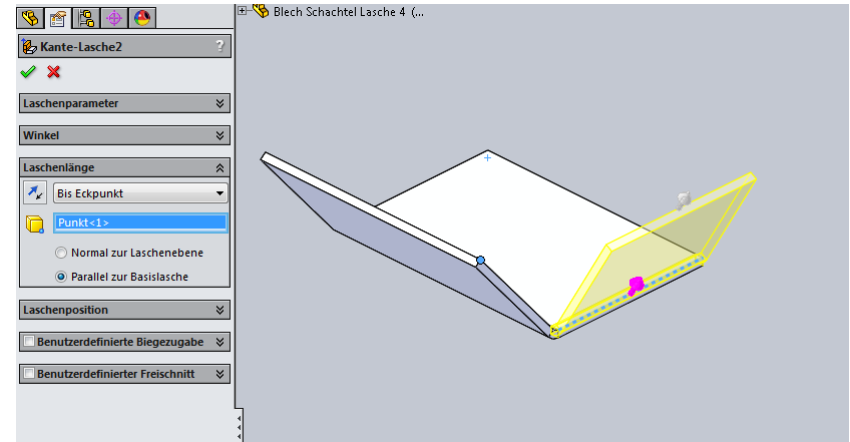 Blech Schachtel Lasche 4 (...
Kante-Lasche2 ?
Laschenparameter
Winkel
Laschenlänge
Bis Eckpunkt
Punkt<1>
Normal zur Laschenebene
Parallel zur Basislasche
Laschenposition
Benutzerdefinierte Biegezugabe
Benutzerdefinierter Freischnitt